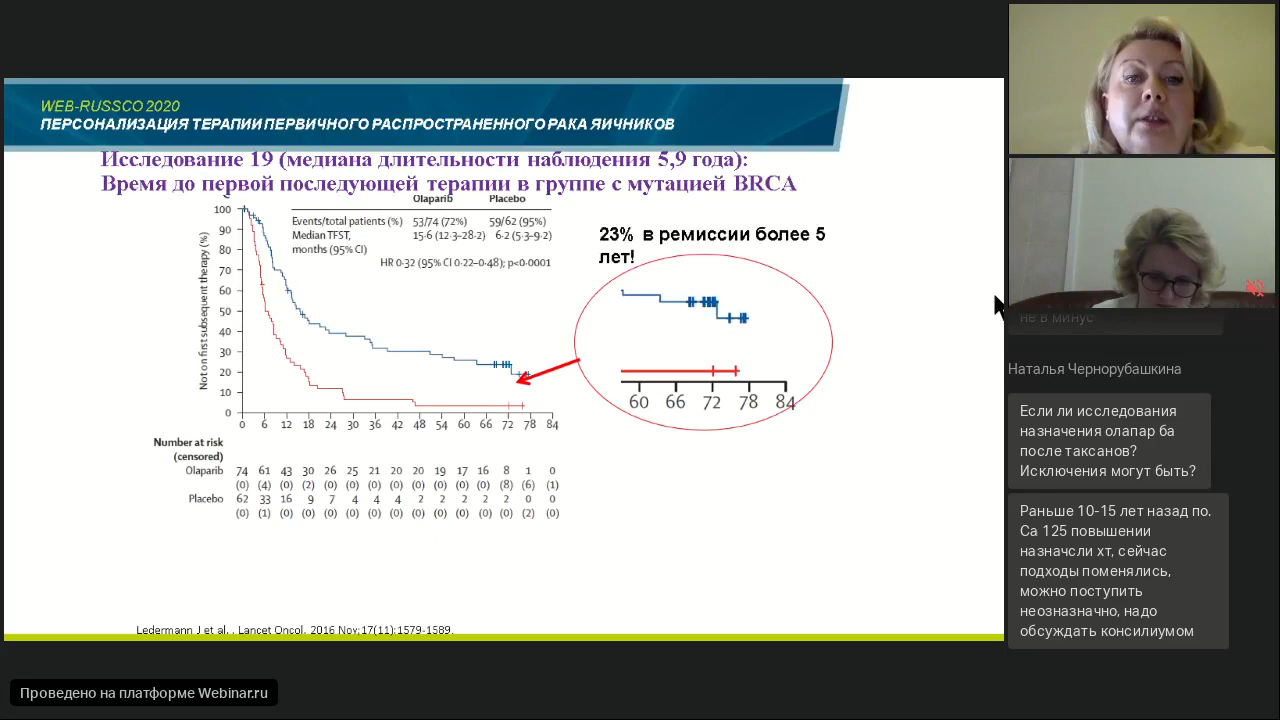 WEB-RUSSCO 2020
ПЕРСОНАЛИЗАЦИЯ ТЕРАПИИ ПЕРВИЧНОГО РАСПРОСТРАНЕННОГО РАКА ЯИЧНИКОВ
Исследование 19 (медиана длительности наблюдения 5,9 года):
Время до первой последующей терапии в группе с мутацией BRCA
Olaparib Placebo
Events/total patients (%) 53/74 (72%) 59/62 (95%)
Median TFST, 15·6 (12·3–28·2) 6·2 (5·3–9·2)
months (95% CI)
HR 0·32 (95% CI 0·22–0·48); p<0·0001
Not on first subsequent therapy (%)
100
90
80
70
60
50
40
30
20
10
0
0 6 12 18 24 30 36 42 48 54 60 66 72 78 84
Number at risk
(censored)
Olaparib 74 61 43 30 26 25 21 20 20 19 17 16 8 1 0
(0) (4) (0) (2) (0) (0) (0) (0) (0) (0) (0) (0) (8) (6) (1)
Placebo 62 33 16 9 7 4 4 4 2 2 2 2 2 0 0
(0) (1) (0) (0) (0) (0) (0) (0) (0) (0) (0) (0) (0) (2) (0)
23% в ремиссии более 5
лет!
60 66 72 78 84
Ledermann J et al. . Lancet Oncol. 2016 Nov;17(11):1579-1589.
Проведено на платформе Webinar.ru
не в минус
Наталья Чернорубашкина
Если ли исследования
назначения олапар ба
после таксанов?
Исключения могут быть?
Раньше 10-15 лет назад по.
Са 125 повышении
назначсли хт, сейчас
подходы поменялись,
можно поступить
неозназначно, надо
обсуждать консилиумом